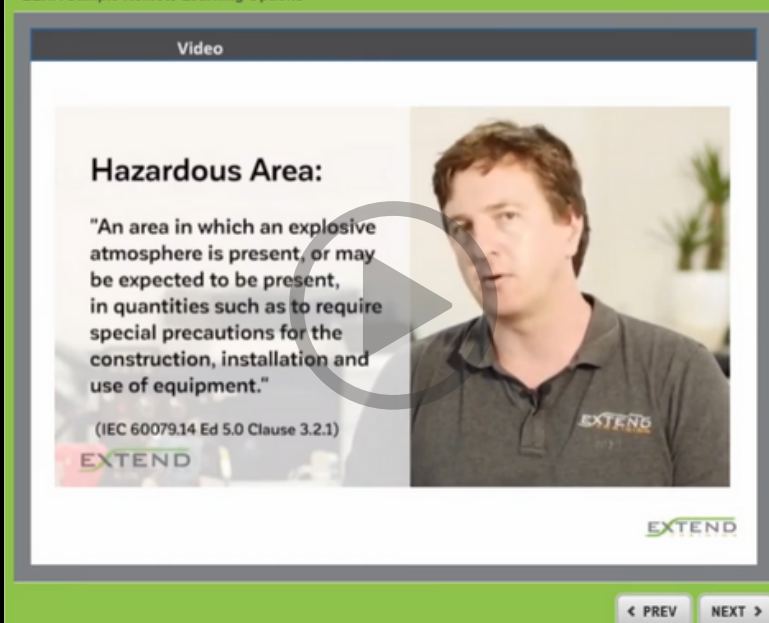 Video
Hazardous Area:
"An area in which an explosive
atmosphere is present, or may
be expected to be present,
in quantities such as to require
special precautions for the
construction, installation and
use of equipment."
(IEC 60079.14 Ed 5.0 Clause 3.2.1)
EXTEND
EXTEND
EXTEND
TRAINING
< PREV
NEXT >